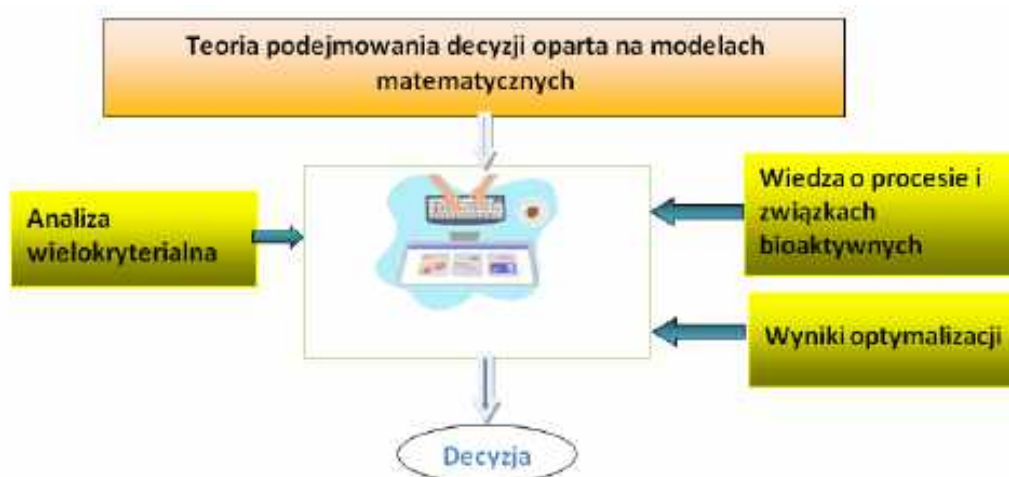 Teoria podejmowania decyzji oparta na modelach
matematycznych
Analiza
wielokryterialna
Wiedza o procesie i
związkach
bioaktywnych
Wyniki optymalizacji
Decyzja